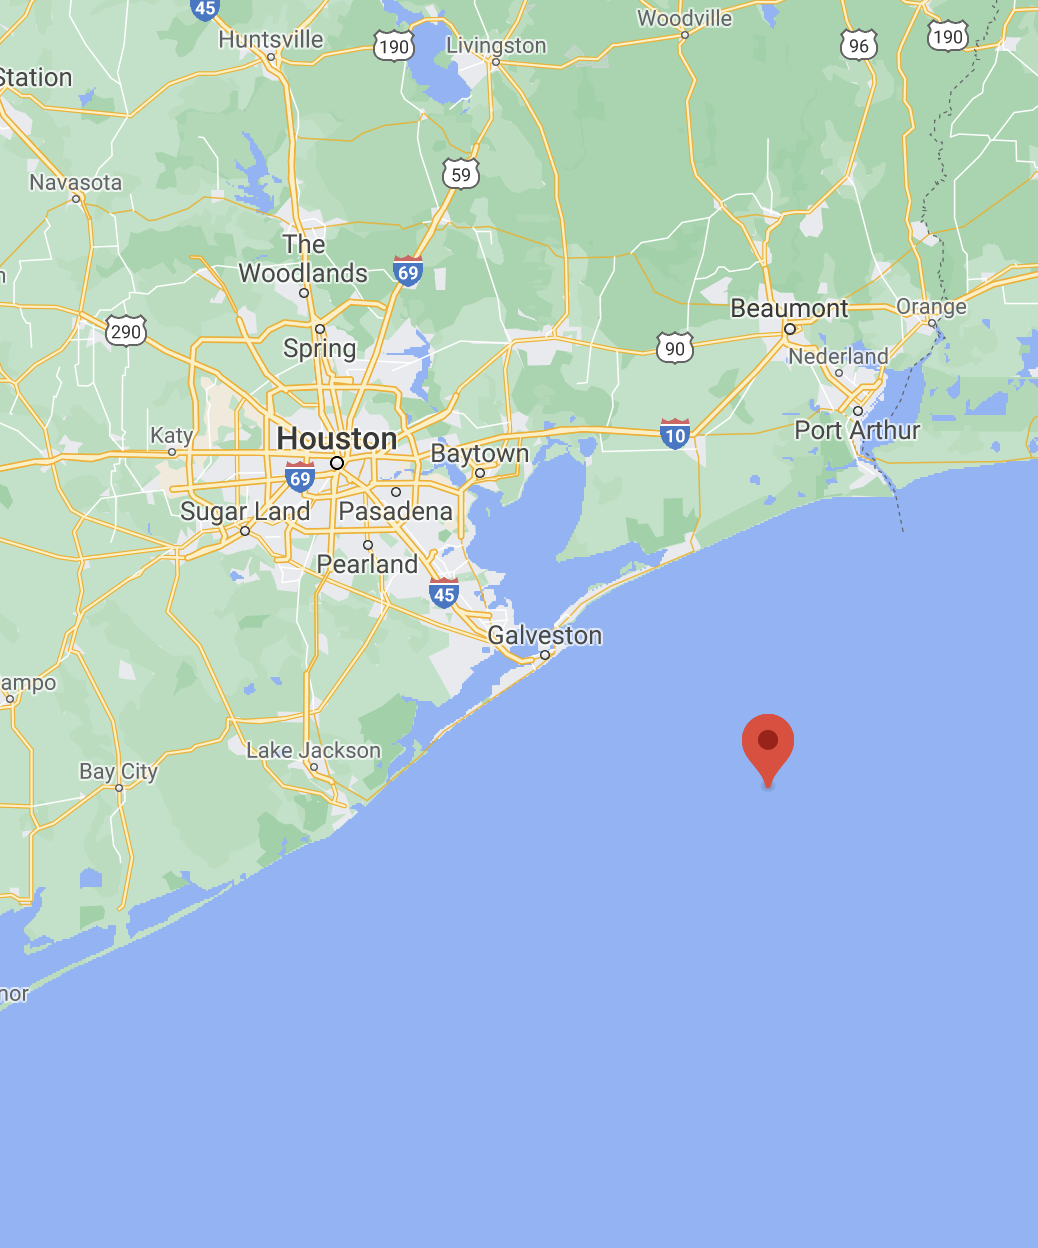 45
Huntsville
190
Livingston
Woodville
96
190
Station
59
Navasota
The
Woodlands
69
290
Spring
Beaumont
Orange
90
Nederland
Katy
Houston
69
Baytown
10
Port Arthur
Sugar Land
Pasadena
Pearland
45
Galveston
ampo
Lake Jackson
Bay City
nor